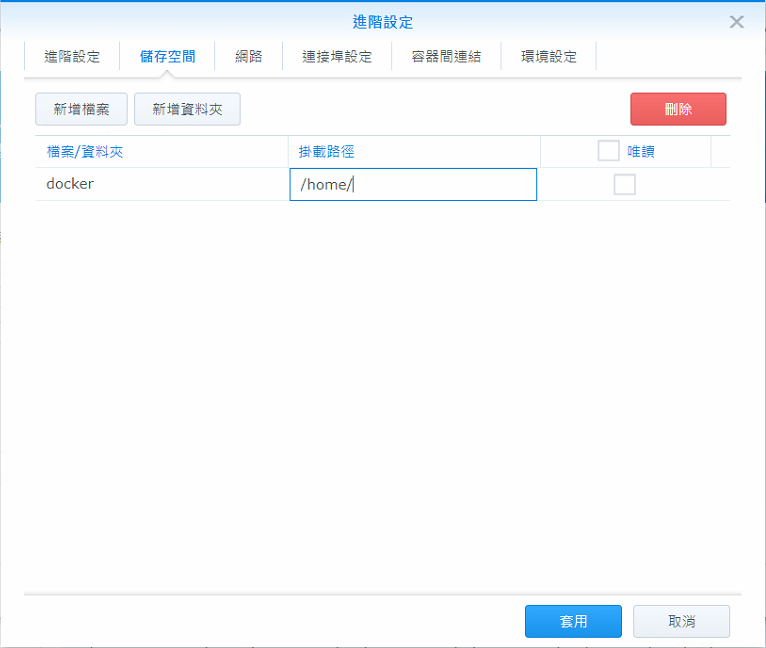 進階設定
進階設定 儲存空間 網路 連接埠設定 容器間連結 環境設定
新增檔案 新增資料夾 刪除
檔案/資料夾 掛載路徑 唯讀
docker /home/
套用 取消